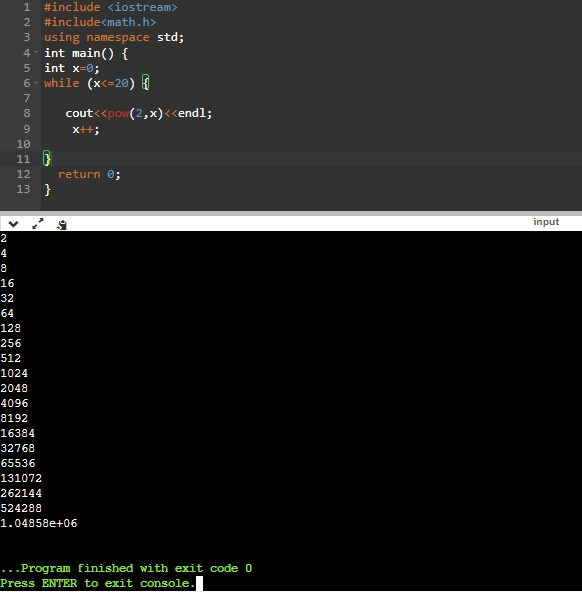 1 #include <iostream>
2 #include<math.h>
3 using namespace std;
4 int main() {
5 int x=0;
6 while (x<=20) {
7
8 cout<<pow(2,x)<<endl;
9 x++;
10
11 }
12 return 0;
13 }
input
2
4
8
16
32
64
128
256
512
1024
2048
4096
8192
16384
32768
65536
131072
262144
524288
1.04858e+06
...Program finished with exit code 0
Press ENTER to exit console.